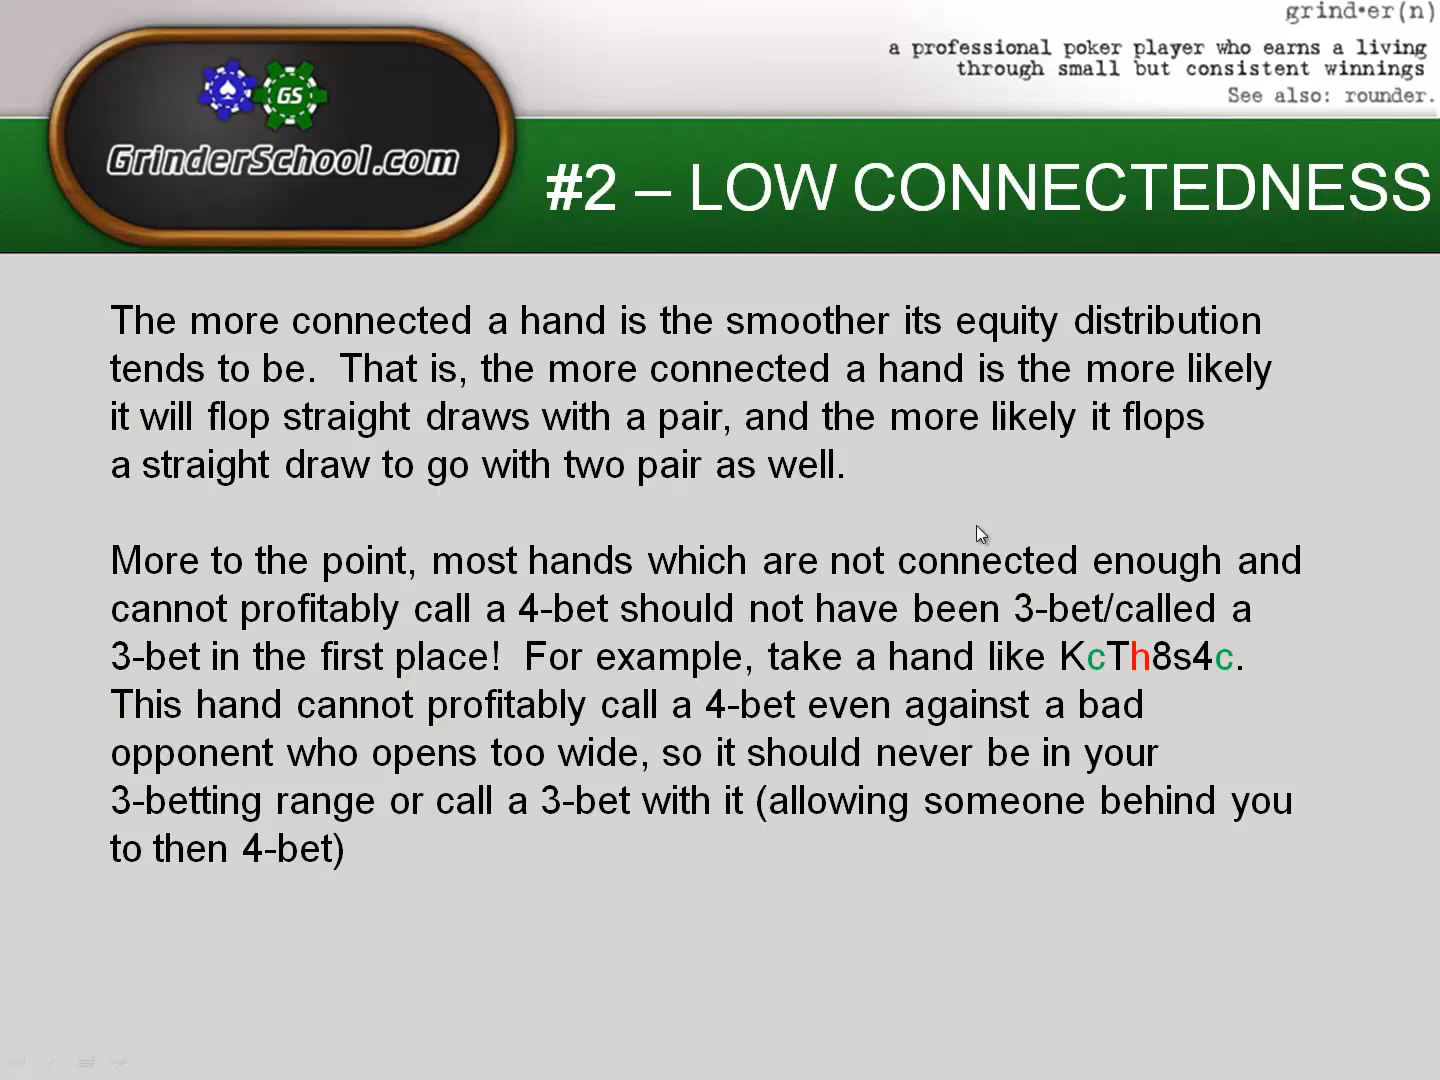 grind•er(n)
a professional poker player who earns a living
through small but consistent winnings
See also: rounder.
GS
GrinderSchool.com
#2 – LOW CONNECTEDNESS
The more connected a hand is the smoother its equity distribution
tends to be.  That is, the more connected a hand is the more likely
it will flop straight draws with a pair, and the more likely it flops
a straight draw to go with two pair as well.
More to the point, most hands which are not connected enough and
cannot profitably call a 4-bet should not have been 3-bet/called a
3-bet in the first place!  For example, take a hand like KcTh8s4c.
This hand cannot profitably call a 4-bet even against a bad
opponent who opens too wide, so it should never be in your
3-betting range or call a 3-bet with it (allowing someone behind you
to then 4-bet)